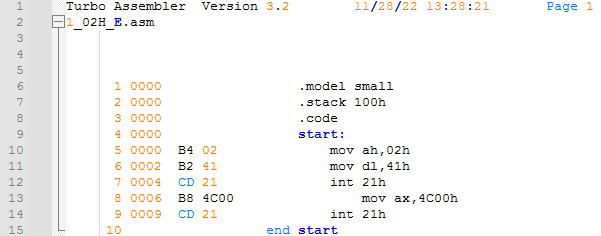 1 Turbo Assembler Version 3.2 11/28/22 13:28:21 Page 1
2 1_02H_E.asm
3
4
5
6 1 0000 .model small
7 2 0000 .stack 100h
8 3 0000 .code
9 4 0000 start:
10 5 0000 B4 02 mov ah,02h
11 6 0002 B2 41 mov dl,41h
12 7 0004 CD 21 int 21h
13 8 0006 B8 4C00 mov ax,4C00h
14 9 0009 CD 21 int 21h
15 10 end start